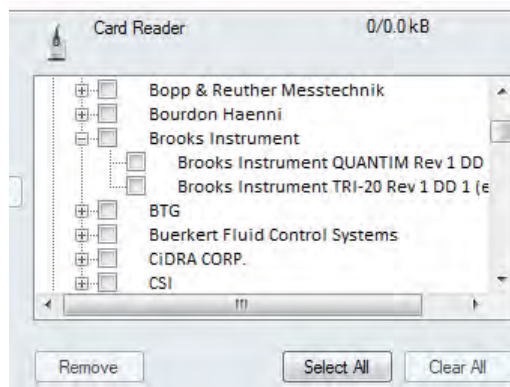 Card Reader 0/0.0 kB
Bopp & Reuther Messtechnik
Bourdon Haenni
Brooks Instrument
Brooks Instrument QUANTIM Rev 1 DD
Brooks Instrument TRI-20 Rev 1 DD 1 (e
BTG
Buerkert Fluid Control Systems
CiDRA CORP.
CSI
Remove Select All Clear All